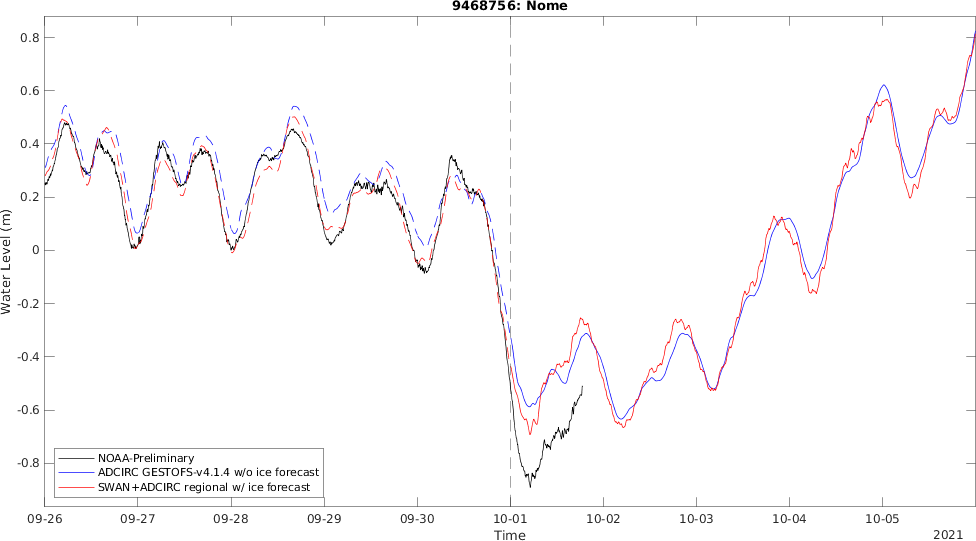 9468756: Nome
0.8
0.6
0.4
0.2
0
-0.2
-0.4
-0.6
-0.8
Water Level (m)
NOAA-Preliminary
ADCIRC GESTOFS-v4.1.4 w/o ice forecast
SWAN+ADCIRC regional w/ ice forecast
09-26 09-27 09-28 09-29 09-30 10-01 10-02 10-03 10-04 10-05
Time
2021